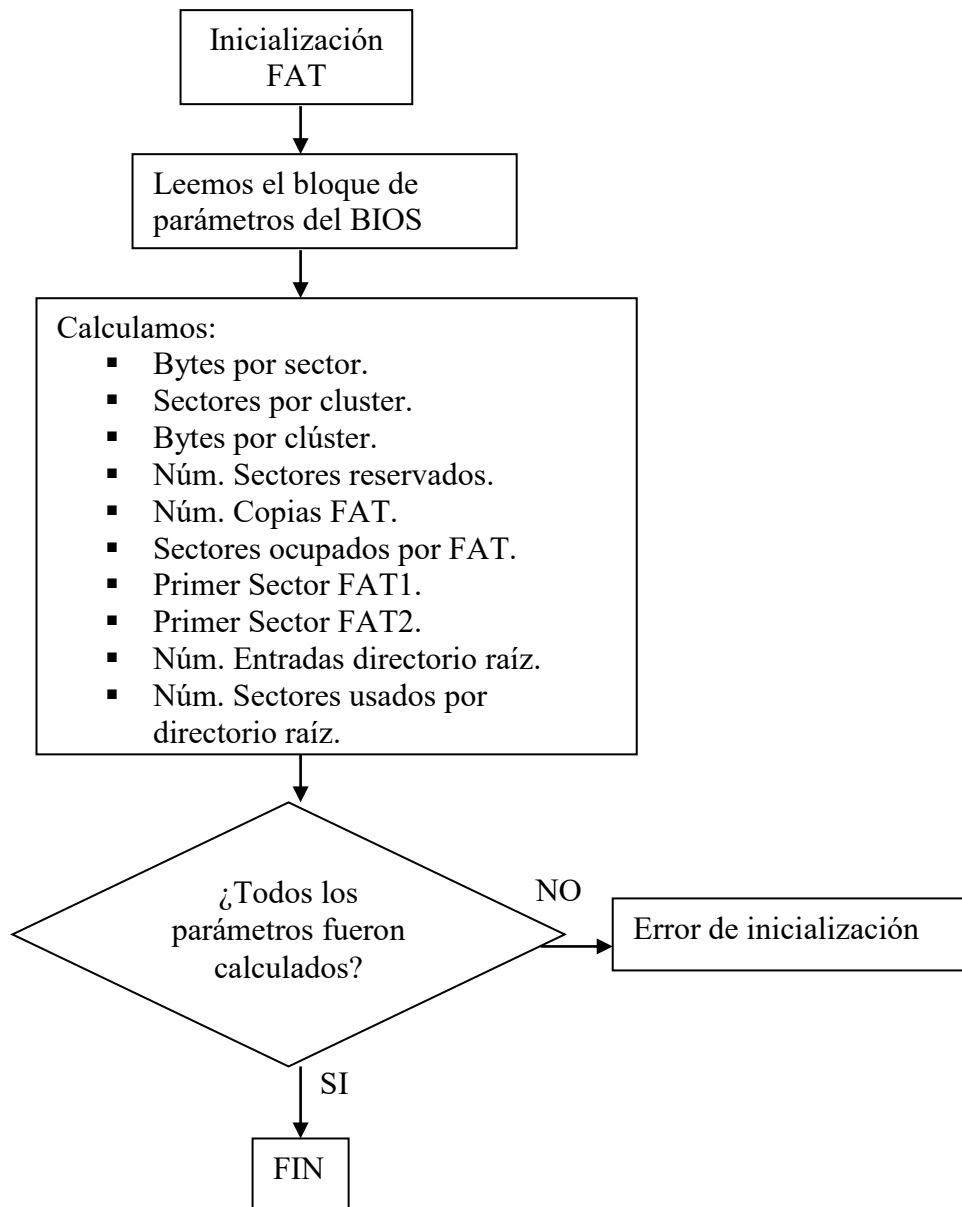 Inicialización
FAT
Leemos el bloque de
parámetros del BIOS
Calculamos:
▪ Bytes por sector.
▪ Sectores por cluster.
▪ Bytes por clúster.
▪ Núm. Sectores reservados.
▪ Núm. Copias FAT.
▪ Sectores ocupados por FAT.
▪ Primer Sector FAT1.
▪ Primer Sector FAT2.
▪ Núm. Entradas directorio raíz.
▪ Núm. Sectores usados por
directorio raíz.
¿Todos los
parámetros fueron
calculados?
NO
Error de inicialización
SI
FIN